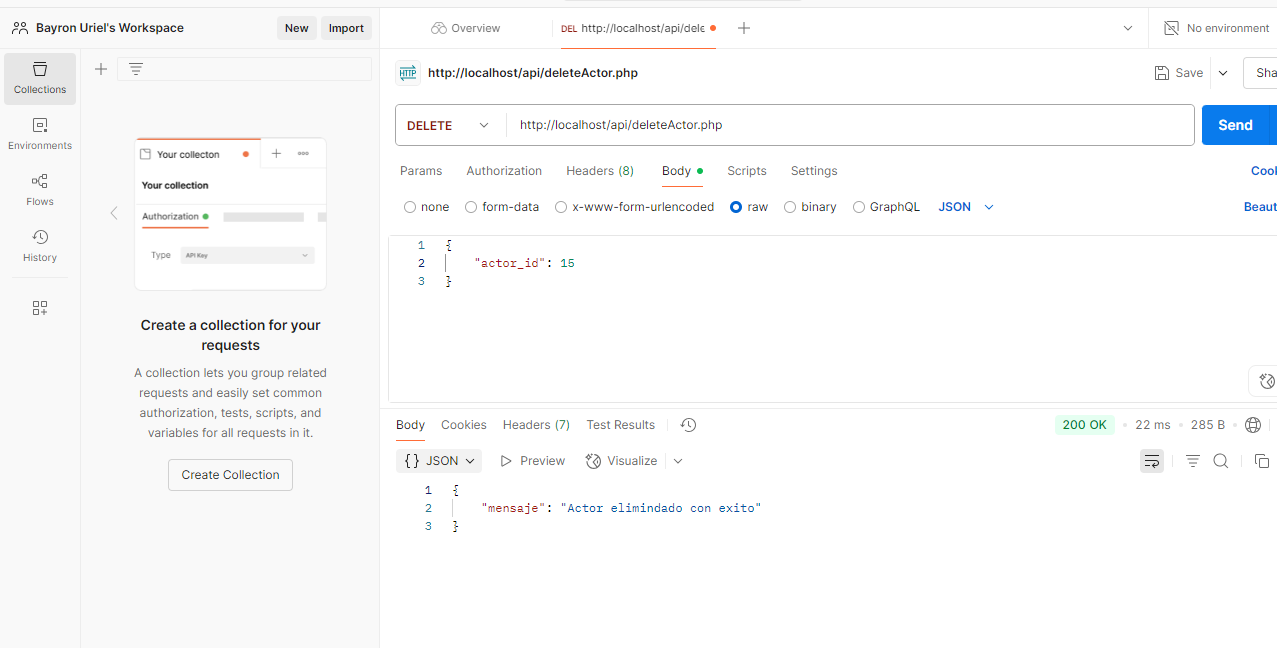 Bayron Uriel's Workspace
New
Import
Overview
DEL http://localhost/api/dele
No environment
Collections
Environments
Flows
History
Your collecton
Your collection
Authorization
Type
API Key
Create a collection for your
requests
A collection lets you group related
requests and easily set common
authorization, tests, scripts, and
variables for all requests in it.
Create Collection
HTTP
http://localhost/api/deleteActor.php
Save
Sha
DELETE
http://localhost/api/deleteActor.php
Send
Params
Authorization
Headers (8)
Body
Scripts
Settings
Cook
none
form-data
x-www-form-urlencoded
raw
binary
GraphQL
JSON
Beaut
1 {
2 "actor_id": 15
3 }
Body
Cookies
Headers (7)
Test Results
200 OK
22 ms
285 B
{} JSON
Preview
Visualize
1 {
2 "mensaje": "Actor elimindado con exito"
3 }